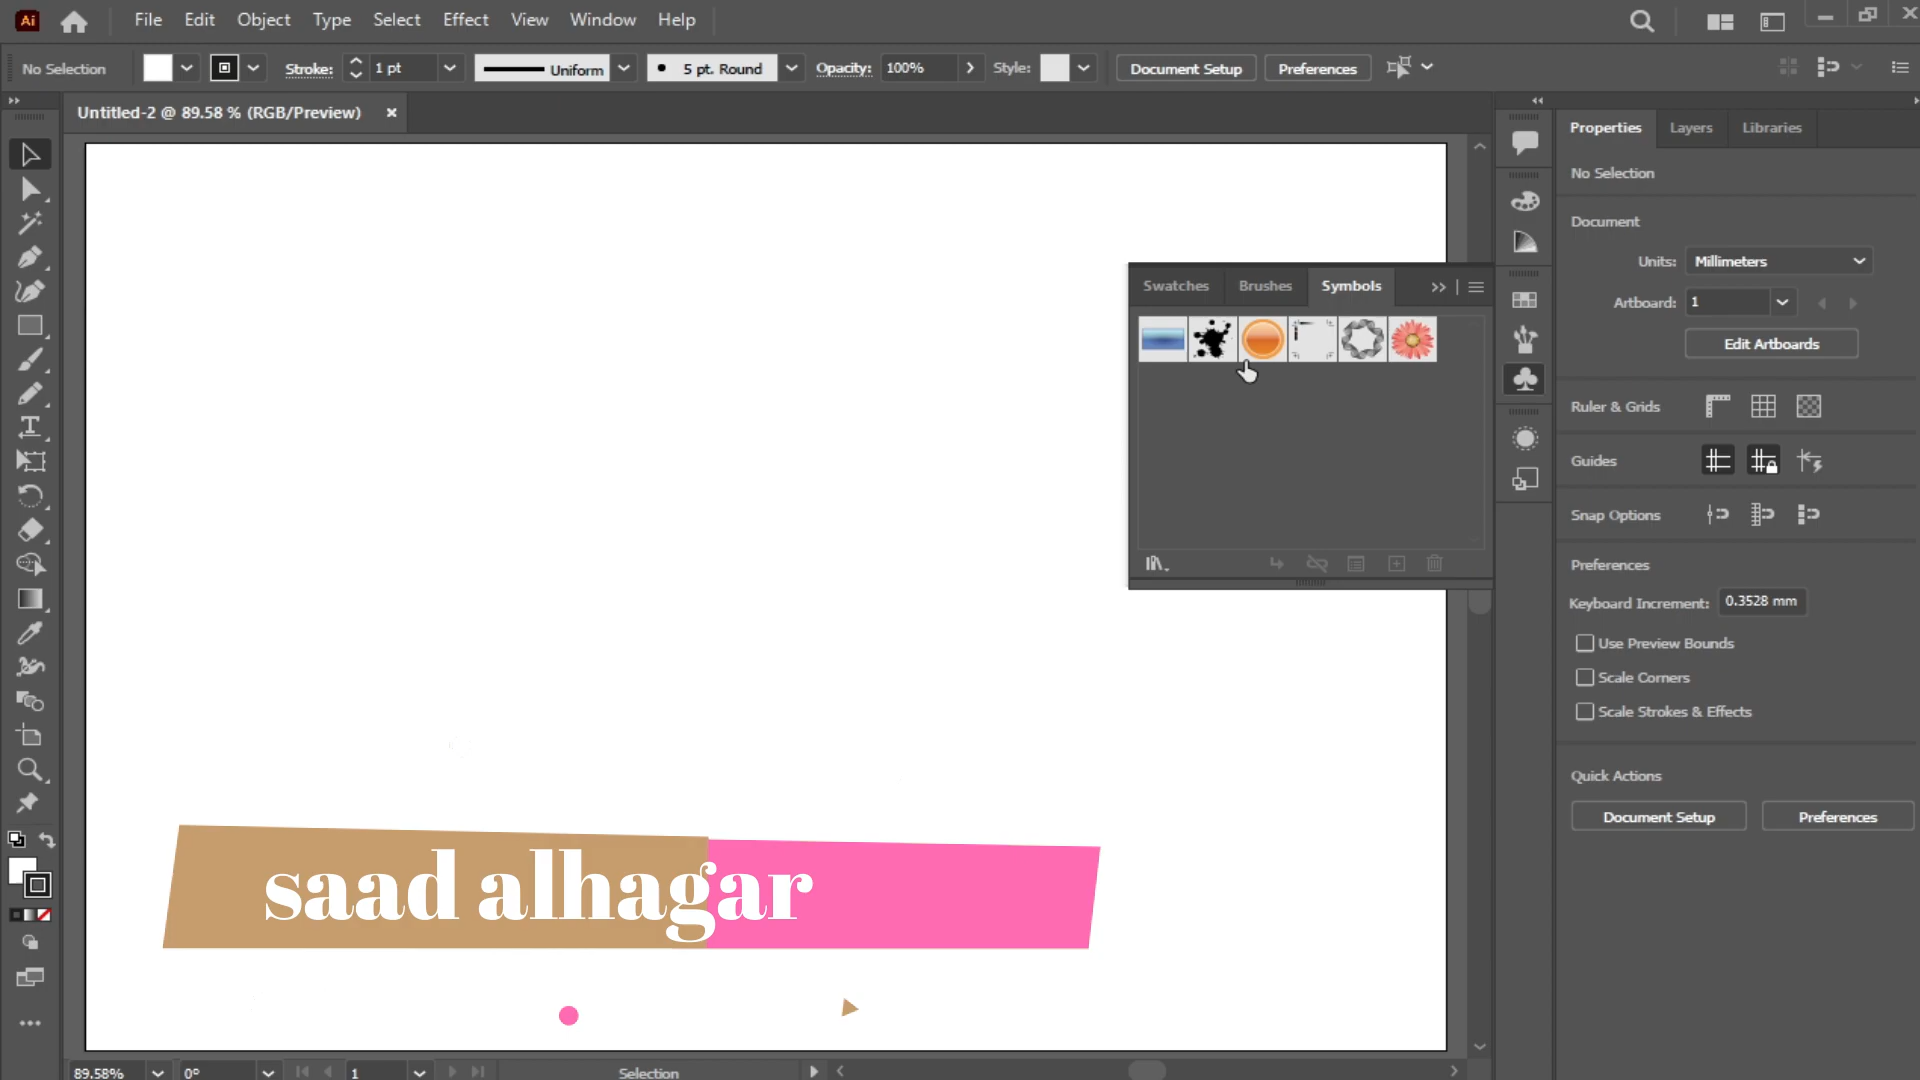 Ai File Edit Object Type Select Effect View Window Help
No Selection Stroke: 1 pt Uniform 5 pt. Round Opacity: 100% Style: Document Setup Preferences
Untitled-2 @ 89.58 % (RGB/Preview)
Properties Layers Libraries
No Selection
Document
Units: Millimeters
Artboard: 1
Edit Artboards
Ruler & Grids
Guides
Snap Options
Preferences
Keyboard Increment: 0.3528 mm
Use Preview Bounds
Scale Corners
Scale Strokes & Effects
Quick Actions
Document Setup Preferences
Swatches Brushes Symbols
saad alhagar
89.58% 0° 1 Selection